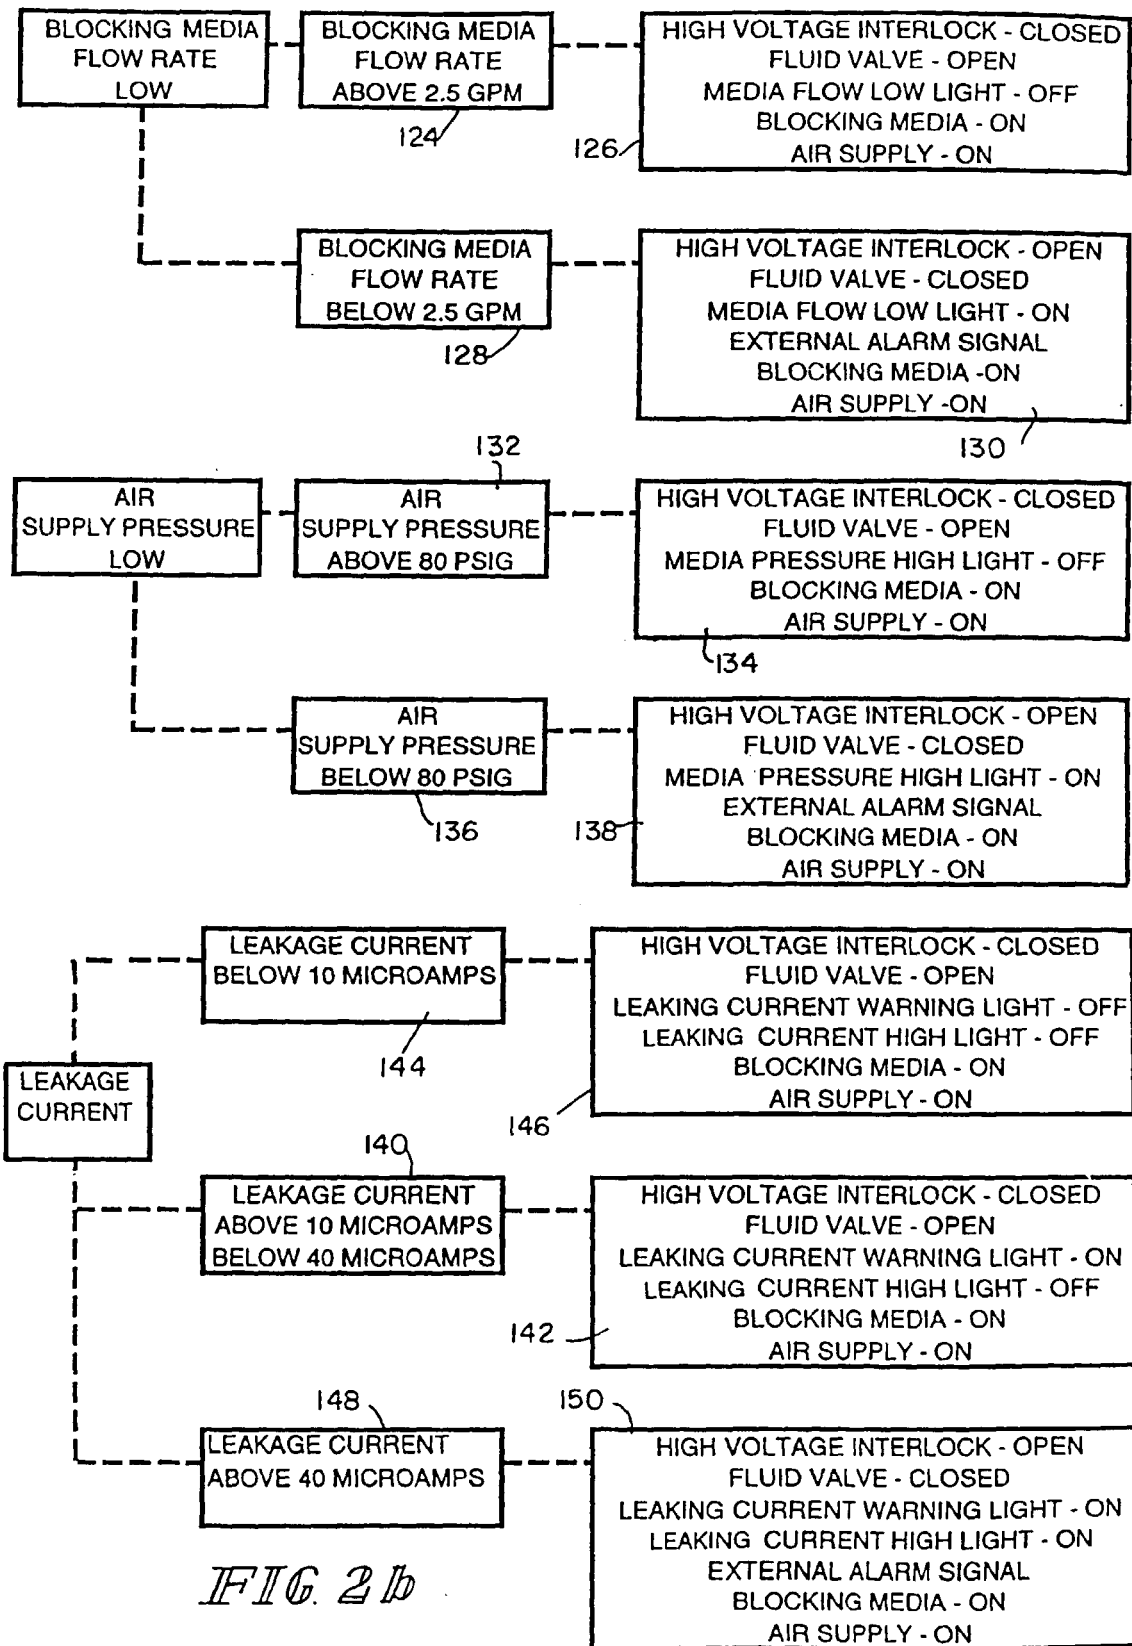 BLOCKING MEDIA
FLOW RATE
LOW
BLOCKING MEDIA
FLOW RATE
ABOVE 2.5 GPM
124
HIGH VOLTAGE INTERLOCK - CLOSED
FLUID VALVE - OPEN
MEDIA FLOW LOW LIGHT - OFF
BLOCKING MEDIA - ON
AIR SUPPLY - ON
126
BLOCKING MEDIA
FLOW RATE
BELOW 2.5 GPM
128
HIGH VOLTAGE INTERLOCK - OPEN
FLUID VALVE - CLOSED
MEDIA FLOW LOW LIGHT - ON
EXTERNAL ALARM SIGNAL
BLOCKING MEDIA -ON
AIR SUPPLY -ON
130
AIR
SUPPLY PRESSURE
LOW
132
AIR
SUPPLY PRESSURE
ABOVE 80 PSIG
HIGH VOLTAGE INTERLOCK - CLOSED
FLUID VALVE - OPEN
MEDIA PRESSURE HIGH LIGHT - OFF
BLOCKING MEDIA - ON
AIR SUPPLY - ON
134
AIR
SUPPLY PRESSURE
BELOW 80 PSIG
136
HIGH VOLTAGE INTERLOCK - OPEN
FLUID VALVE - CLOSED
MEDIA PRESSURE HIGH LIGHT - ON
EXTERNAL ALARM SIGNAL
BLOCKING MEDIA - ON
AIR SUPPLY - ON
138
LEAKAGE
CURRENT
LEAKAGE CURRENT
BELOW 10 MICROAMPS
144
HIGH VOLTAGE INTERLOCK - CLOSED
FLUID VALVE - OPEN
LEAKING CURRENT WARNING LIGHT - OFF
LEAKING CURRENT HIGH LIGHT - OFF
BLOCKING MEDIA - ON
AIR SUPPLY - ON
146
140
LEAKAGE CURRENT
ABOVE 10 MICROAMPS
BELOW 40 MICROAMPS
HIGH VOLTAGE INTERLOCK - CLOSED
FLUID VALVE - OPEN
LEAKING CURRENT WARNING LIGHT - ON
LEAKING CURRENT HIGH LIGHT - OFF
BLOCKING MEDIA - ON
AIR SUPPLY - ON
142
148
LEAKAGE CURRENT
ABOVE 40 MICROAMPS
150
HIGH VOLTAGE INTERLOCK - OPEN
FLUID VALVE - CLOSED
LEAKING CURRENT WARNING LIGHT - ON
LEAKING CURRENT HIGH LIGHT - ON
EXTERNAL ALARM SIGNAL
BLOCKING MEDIA - ON
AIR SUPPLY - ON
FIG. 2b